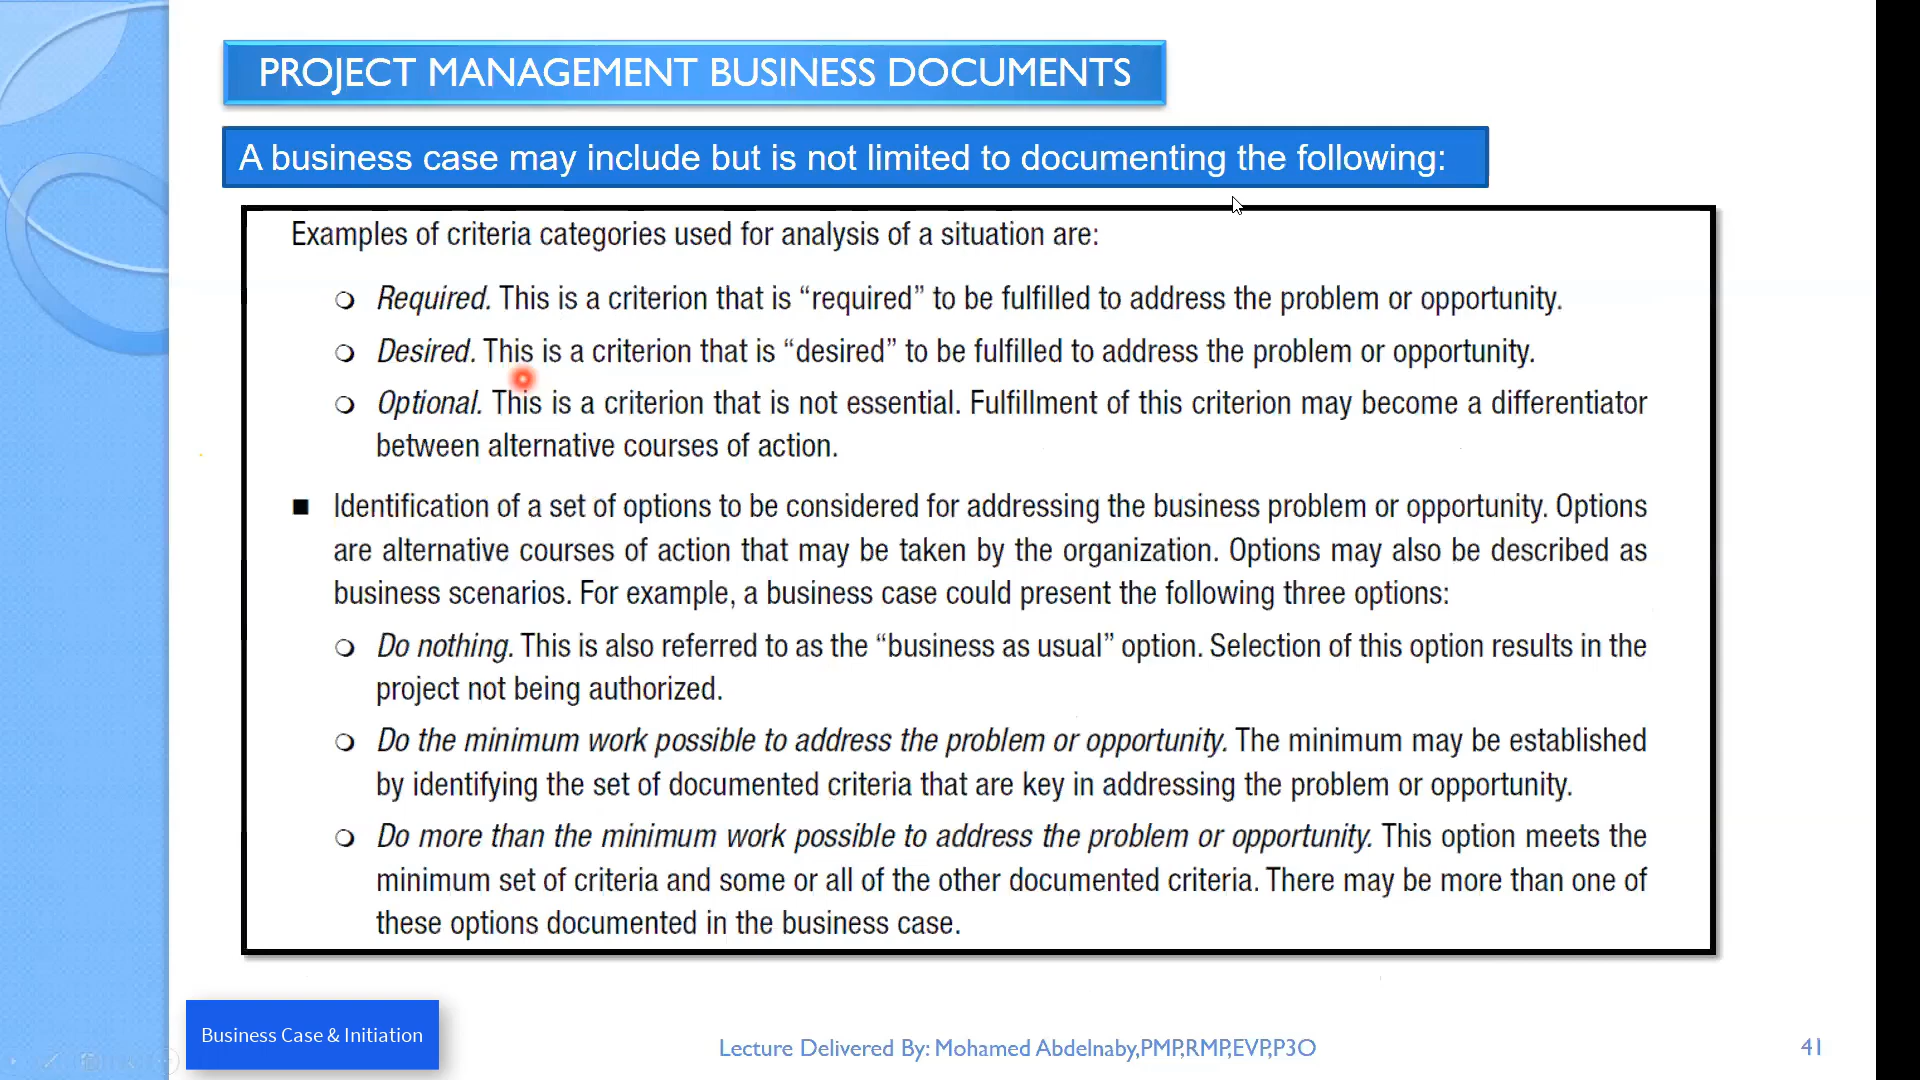 PROJECT MANAGEMENT BUSINESS DOCUMENTS
A business case may include but is not limited to documenting the following:
Examples of criteria categories used for analysis of a situation are:
Required. This is a criterion that is “required” to be fulfilled to address the problem or opportunity.
Desired. This is a criterion that is “desired” to be fulfilled to address the problem or opportunity.
Optional. This is a criterion that is not essential. Fulfillment of this criterion may become a differentiator
between alternative courses of action.
Identification of a set of options to be considered for addressing the business problem or opportunity. Options
are alternative courses of action that may be taken by the organization. Options may also be described as
business scenarios. For example, a business case could present the following three options:
Do nothing. This is also referred to as the “business as usual” option. Selection of this option results in the
project not being authorized.
Do the minimum work possible to address the problem or opportunity. The minimum may be established
by identifying the set of documented criteria that are key in addressing the problem or opportunity.
Do more than the minimum work possible to address the problem or opportunity. This option meets the
minimum set of criteria and some or all of the other documented criteria. There may be more than one of
these options documented in the business case.
Business Case & Initiation
Lecture Delivered By: Mohamed Abdelnaby,PMP,RMP,EVP,P3O
41